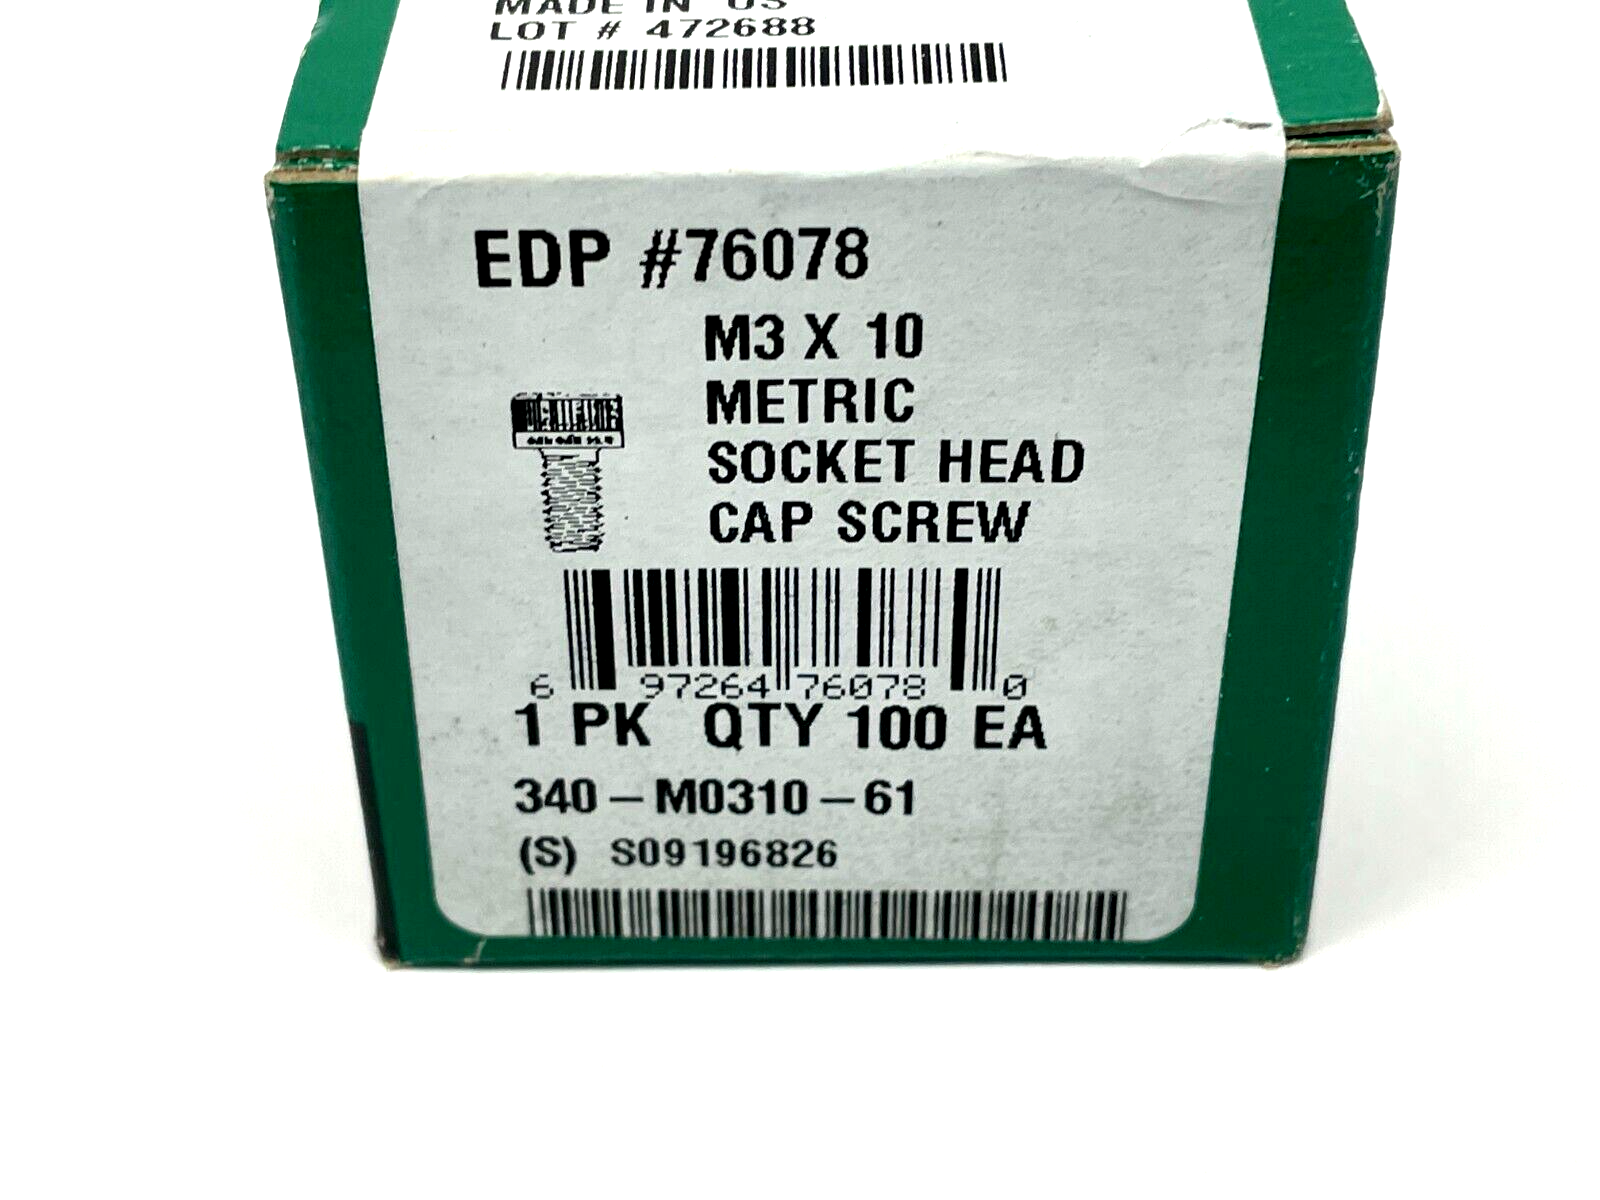 MADE IN US
LOT # 472688
EDP #76078
M3 X 10
METRIC
SOCKET HEAD
CAP SCREW
6 97264 76078 0
1 PK QTY 100 EA
340-M0310-61
(S) S09196826